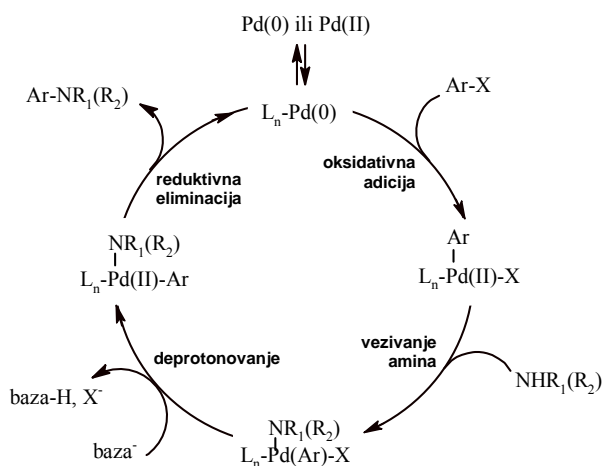 Pd(0) ili Pd(II)
Ar-NR₁(R₂)
Ar-X
Lₙ-Pd(0)
reduktivna
eliminacija
oksidativna
adicija
NR₁(R₂)
Lₙ-Pd(II)-Ar
Ar
Lₙ-Pd(II)-X
deprotonovanje
vezivanje
amina
baza-H, X⁻
NHR₁(R₂)
baza⁻
NR₁(R₂)
Lₙ-Pd(Ar)-X